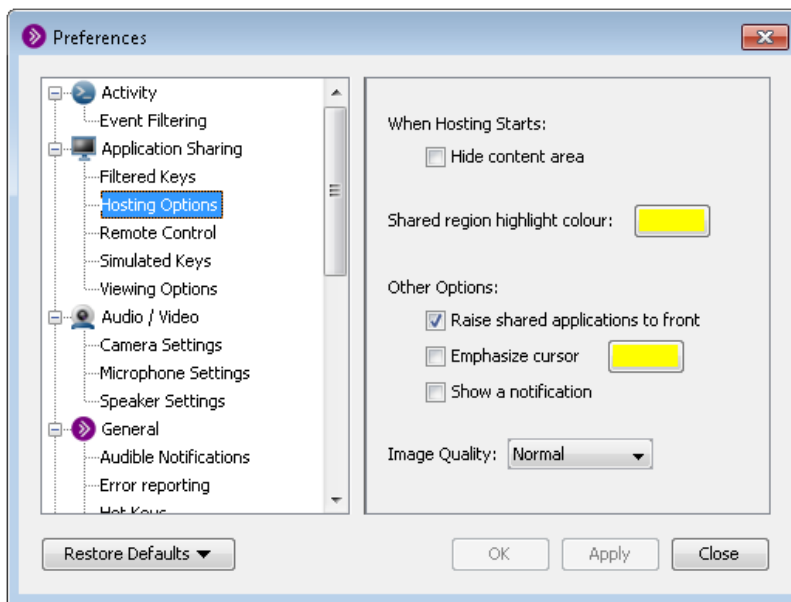 Preferences
Activity
Event Filtering
Application Sharing
Filtered Keys
Hosting Options
Remote Control
Simulated Keys
Viewing Options
Audio / Video
Camera Settings
Microphone Settings
Speaker Settings
General
Audible Notifications
Error reporting
Hot Keys
When Hosting Starts:
Hide content area
Shared region highlight colour:
Other Options:
Raise shared applications to front
Emphasize cursor
Show a notification
Image Quality: Normal
Restore Defaults
OK Apply Close